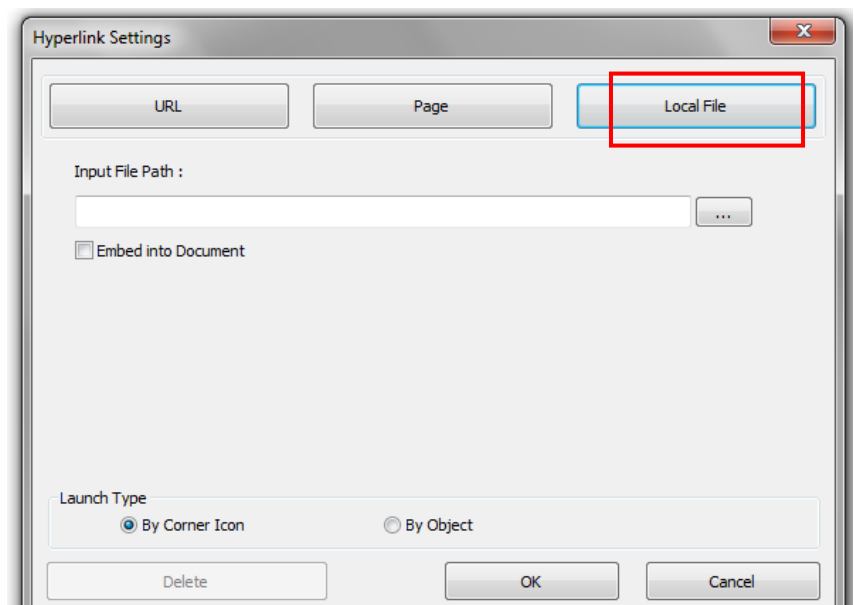 Hyperlink Settings
URL Page Local File
Input File Path :
...
Embed into Document
Launch Type
By Corner Icon By Object
Delete OK Cancel